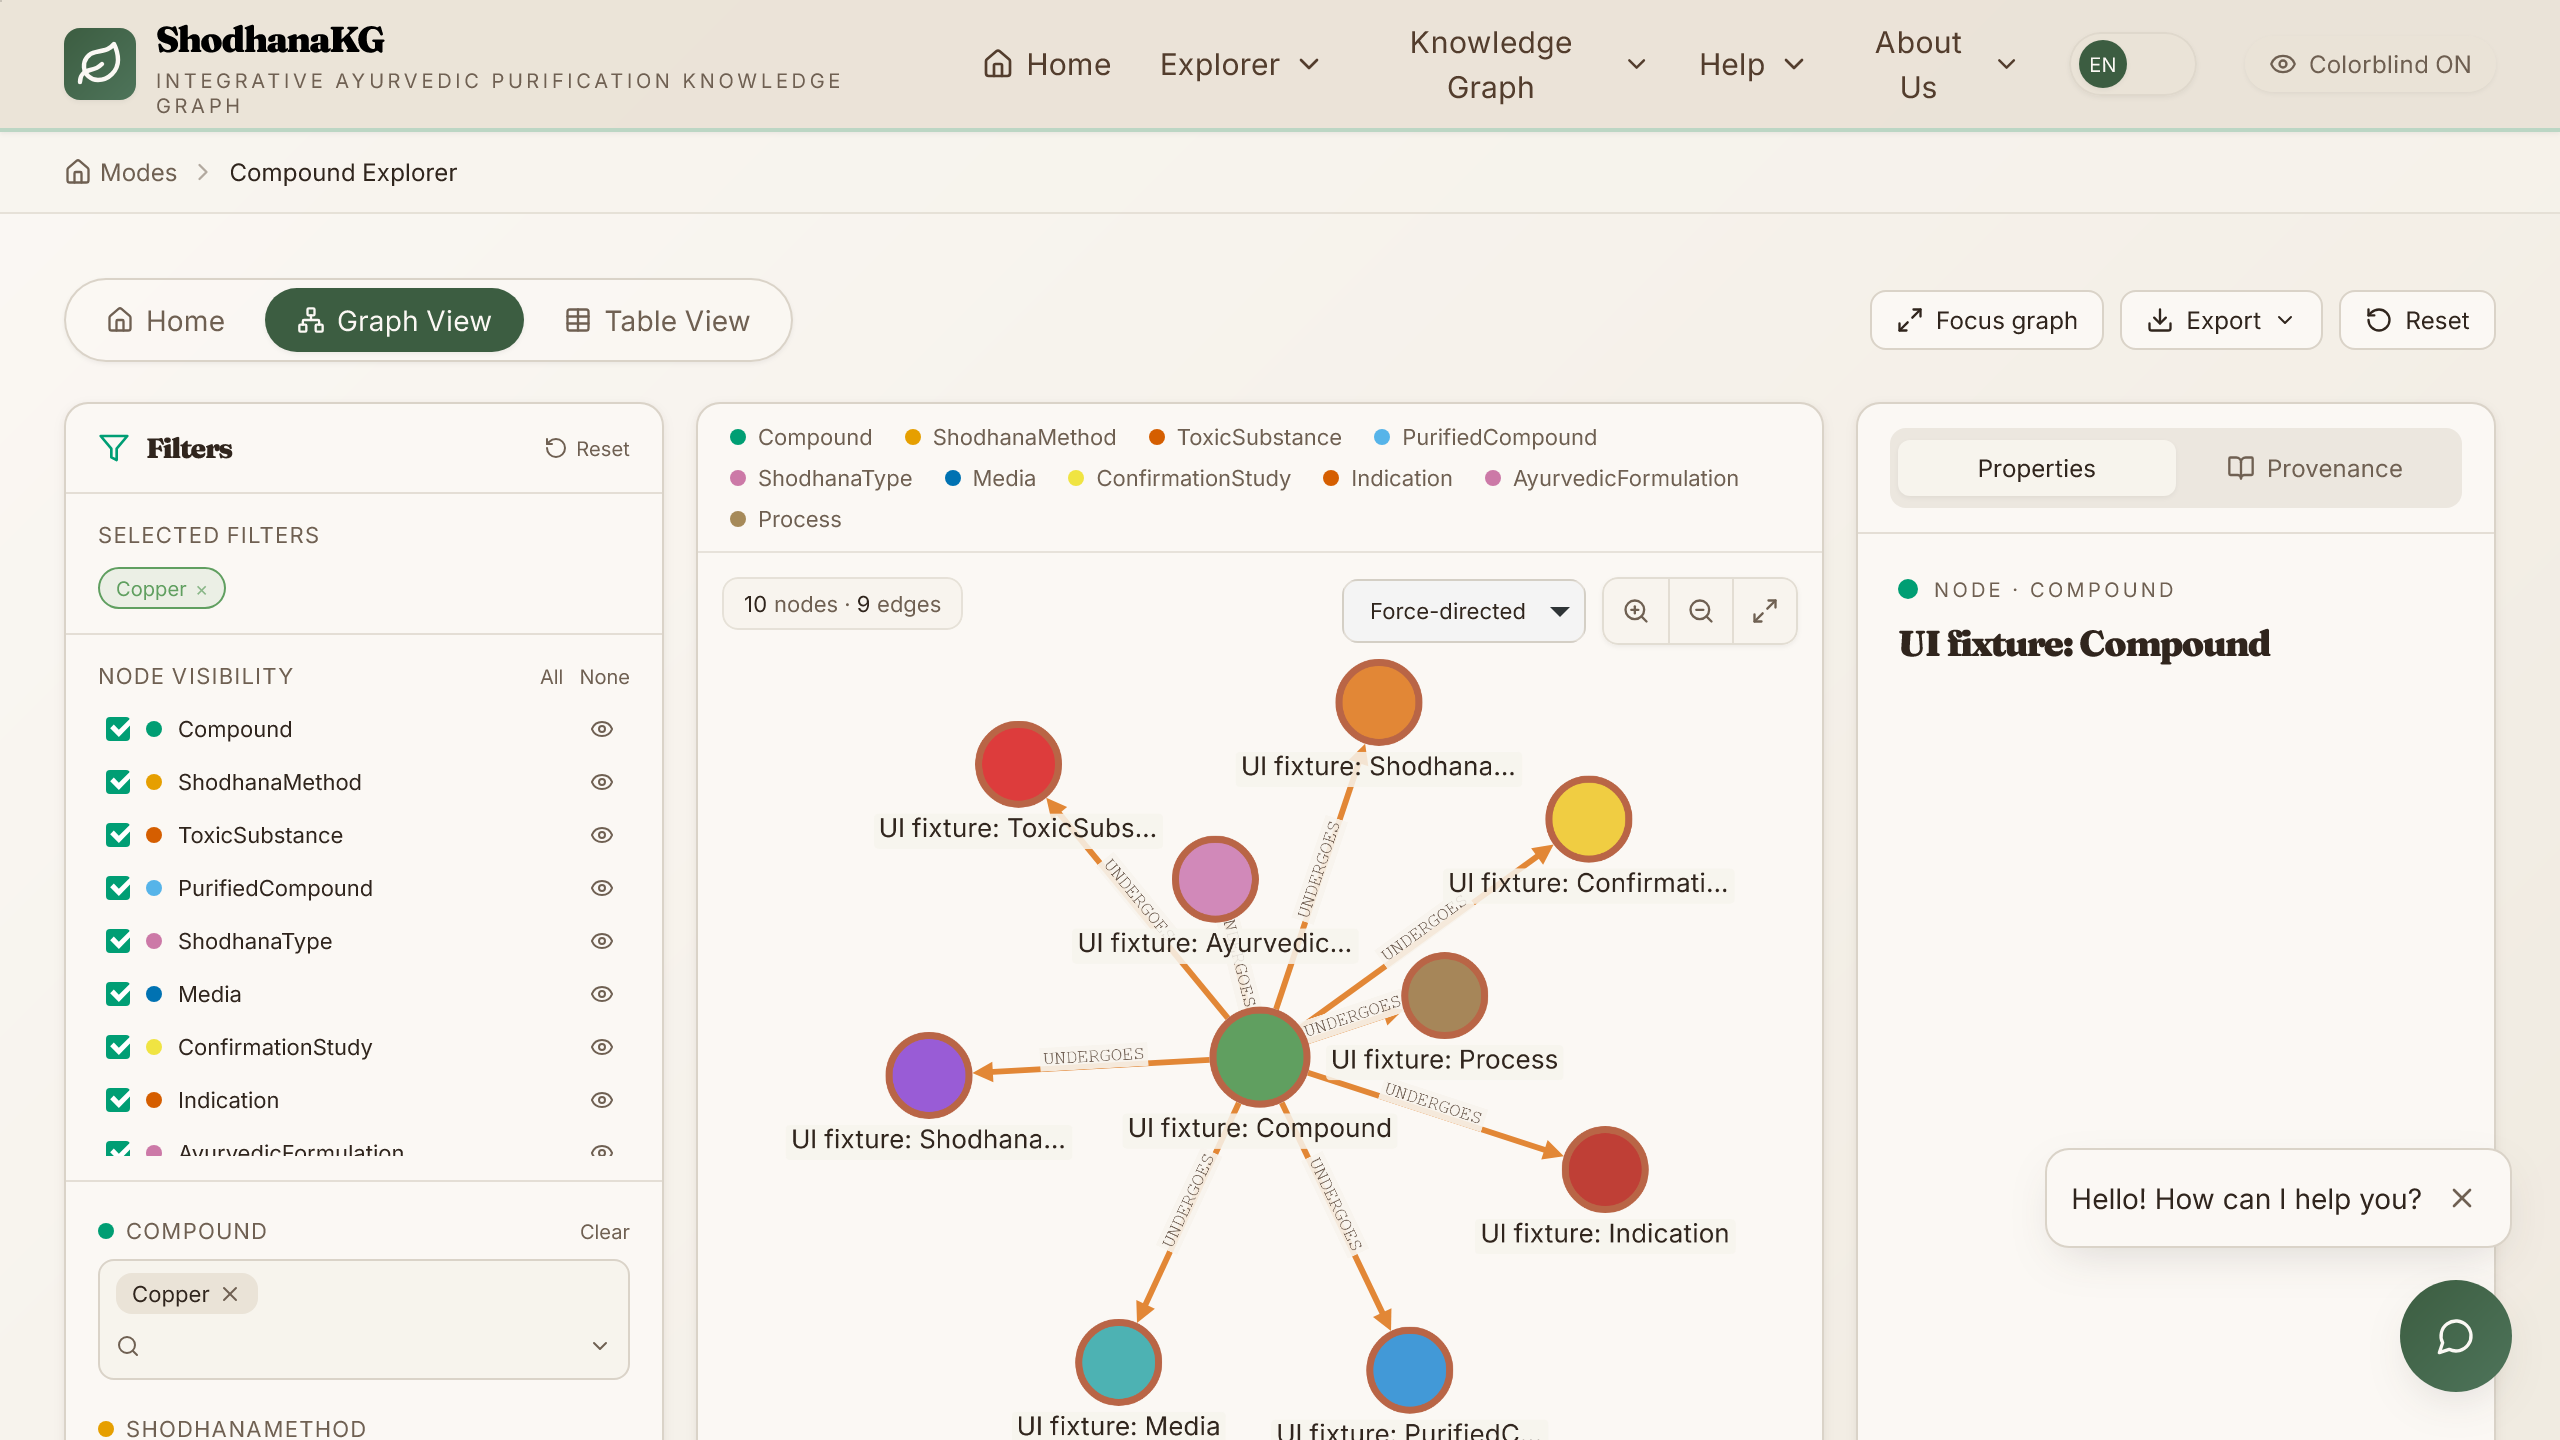 ShodhanaKG
INTEGRATIVE AYURVEDIC PURIFICATION KNOWLEDGE
GRAPH
Home
Explorer
Knowledge
Graph
Help
About
Us
EN
Colorblind ON
Modes
Compound Explorer
Home
Graph View
Table View
Focus graph
Export
Reset
Filters
Reset
SELECTED FILTERS
Copper ×
NODE VISIBILITY
All None
Compound
ShodhanaMethod
ToxicSubstance
PurifiedCompound
ShodhanaType
Media
ConfirmationStudy
Indication
AyurvedicFormulation
COMPOUND
Clear
Copper
SHODHANAMETHOD
Compound ShodhanaMethod ToxicSubstance PurifiedCompound
ShodhanaType Media ConfirmationStudy Indication AyurvedicFormulation
Process
10 nodes · 9 edges
Force-directed
UI fixture: Shodhana...
UI fixture: ToxicSubs...
UI fixture: Confirmati...
UI fixture: Ayurvedic...
UI fixture: Process
UI fixture: Shodhana...
UI fixture: Compound
UI fixture: Indication
UI fixture: Media
UI fixture: PurifiedC...
UNDERGOES
UNDERGOES
UNDERGOES
UNDERGOES
UNDERGOES
UNDERGOES
UNDERGOES
UNDERGOES
Properties
Provenance
NODE · COMPOUND
UI fixture: Compound
Hello! How can I help you?